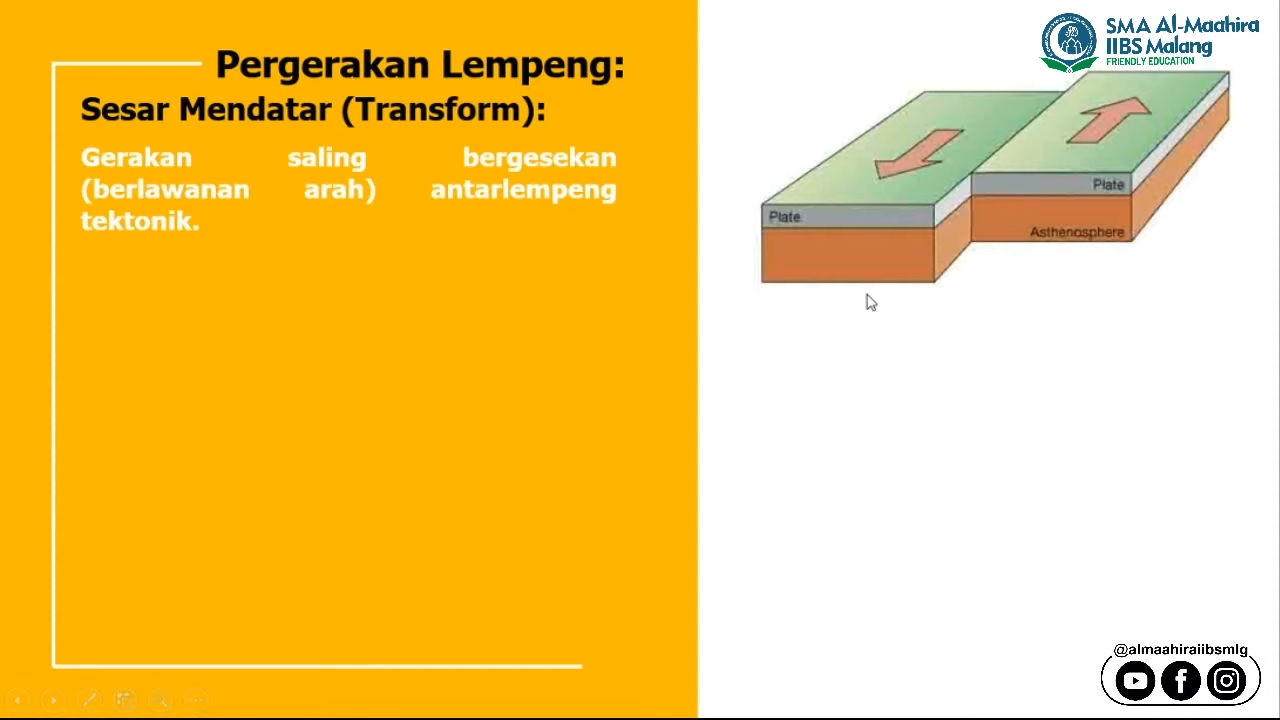 Pergerakan Lempeng:
Sesar Mendatar (Transform):
Gerakan saling bergesekan
(berlawanan arah) antarlempeng
tektonik.
SMA Al-Maahira
IIBS Malang
FRIENDLY EDUCATION
Plate
Plate
Asthenosphere
@almaahiraiibsmlg